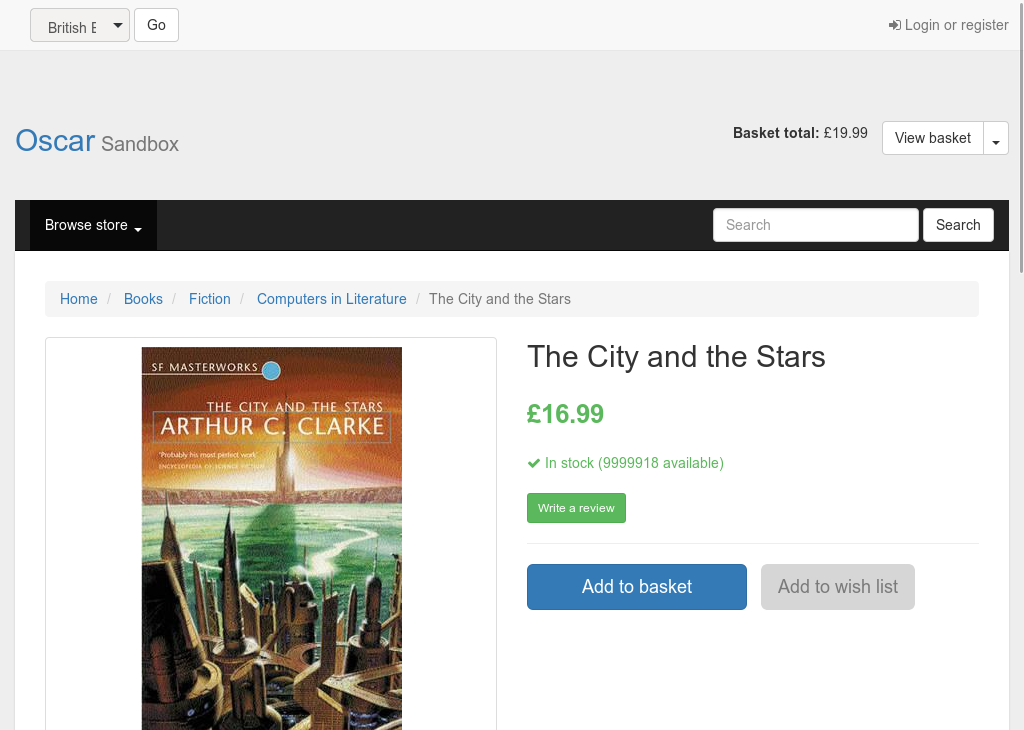 British E
Go
Login or register
Oscar Sandbox
Basket total: £19.99
View basket
Browse store
Search
Search
Home / Books / Fiction / Computers in Literature / The City and the Stars
SF MASTERWORKS
THE CITY AND THE STARS
ARTHUR C. CLARKE
'Probably his most perfect work'
ENCYCLOPEDIA OF SCIENCE FICTION
The City and the Stars
£16.99
In stock (9999918 available)
Write a review
Add to basket
Add to wish list